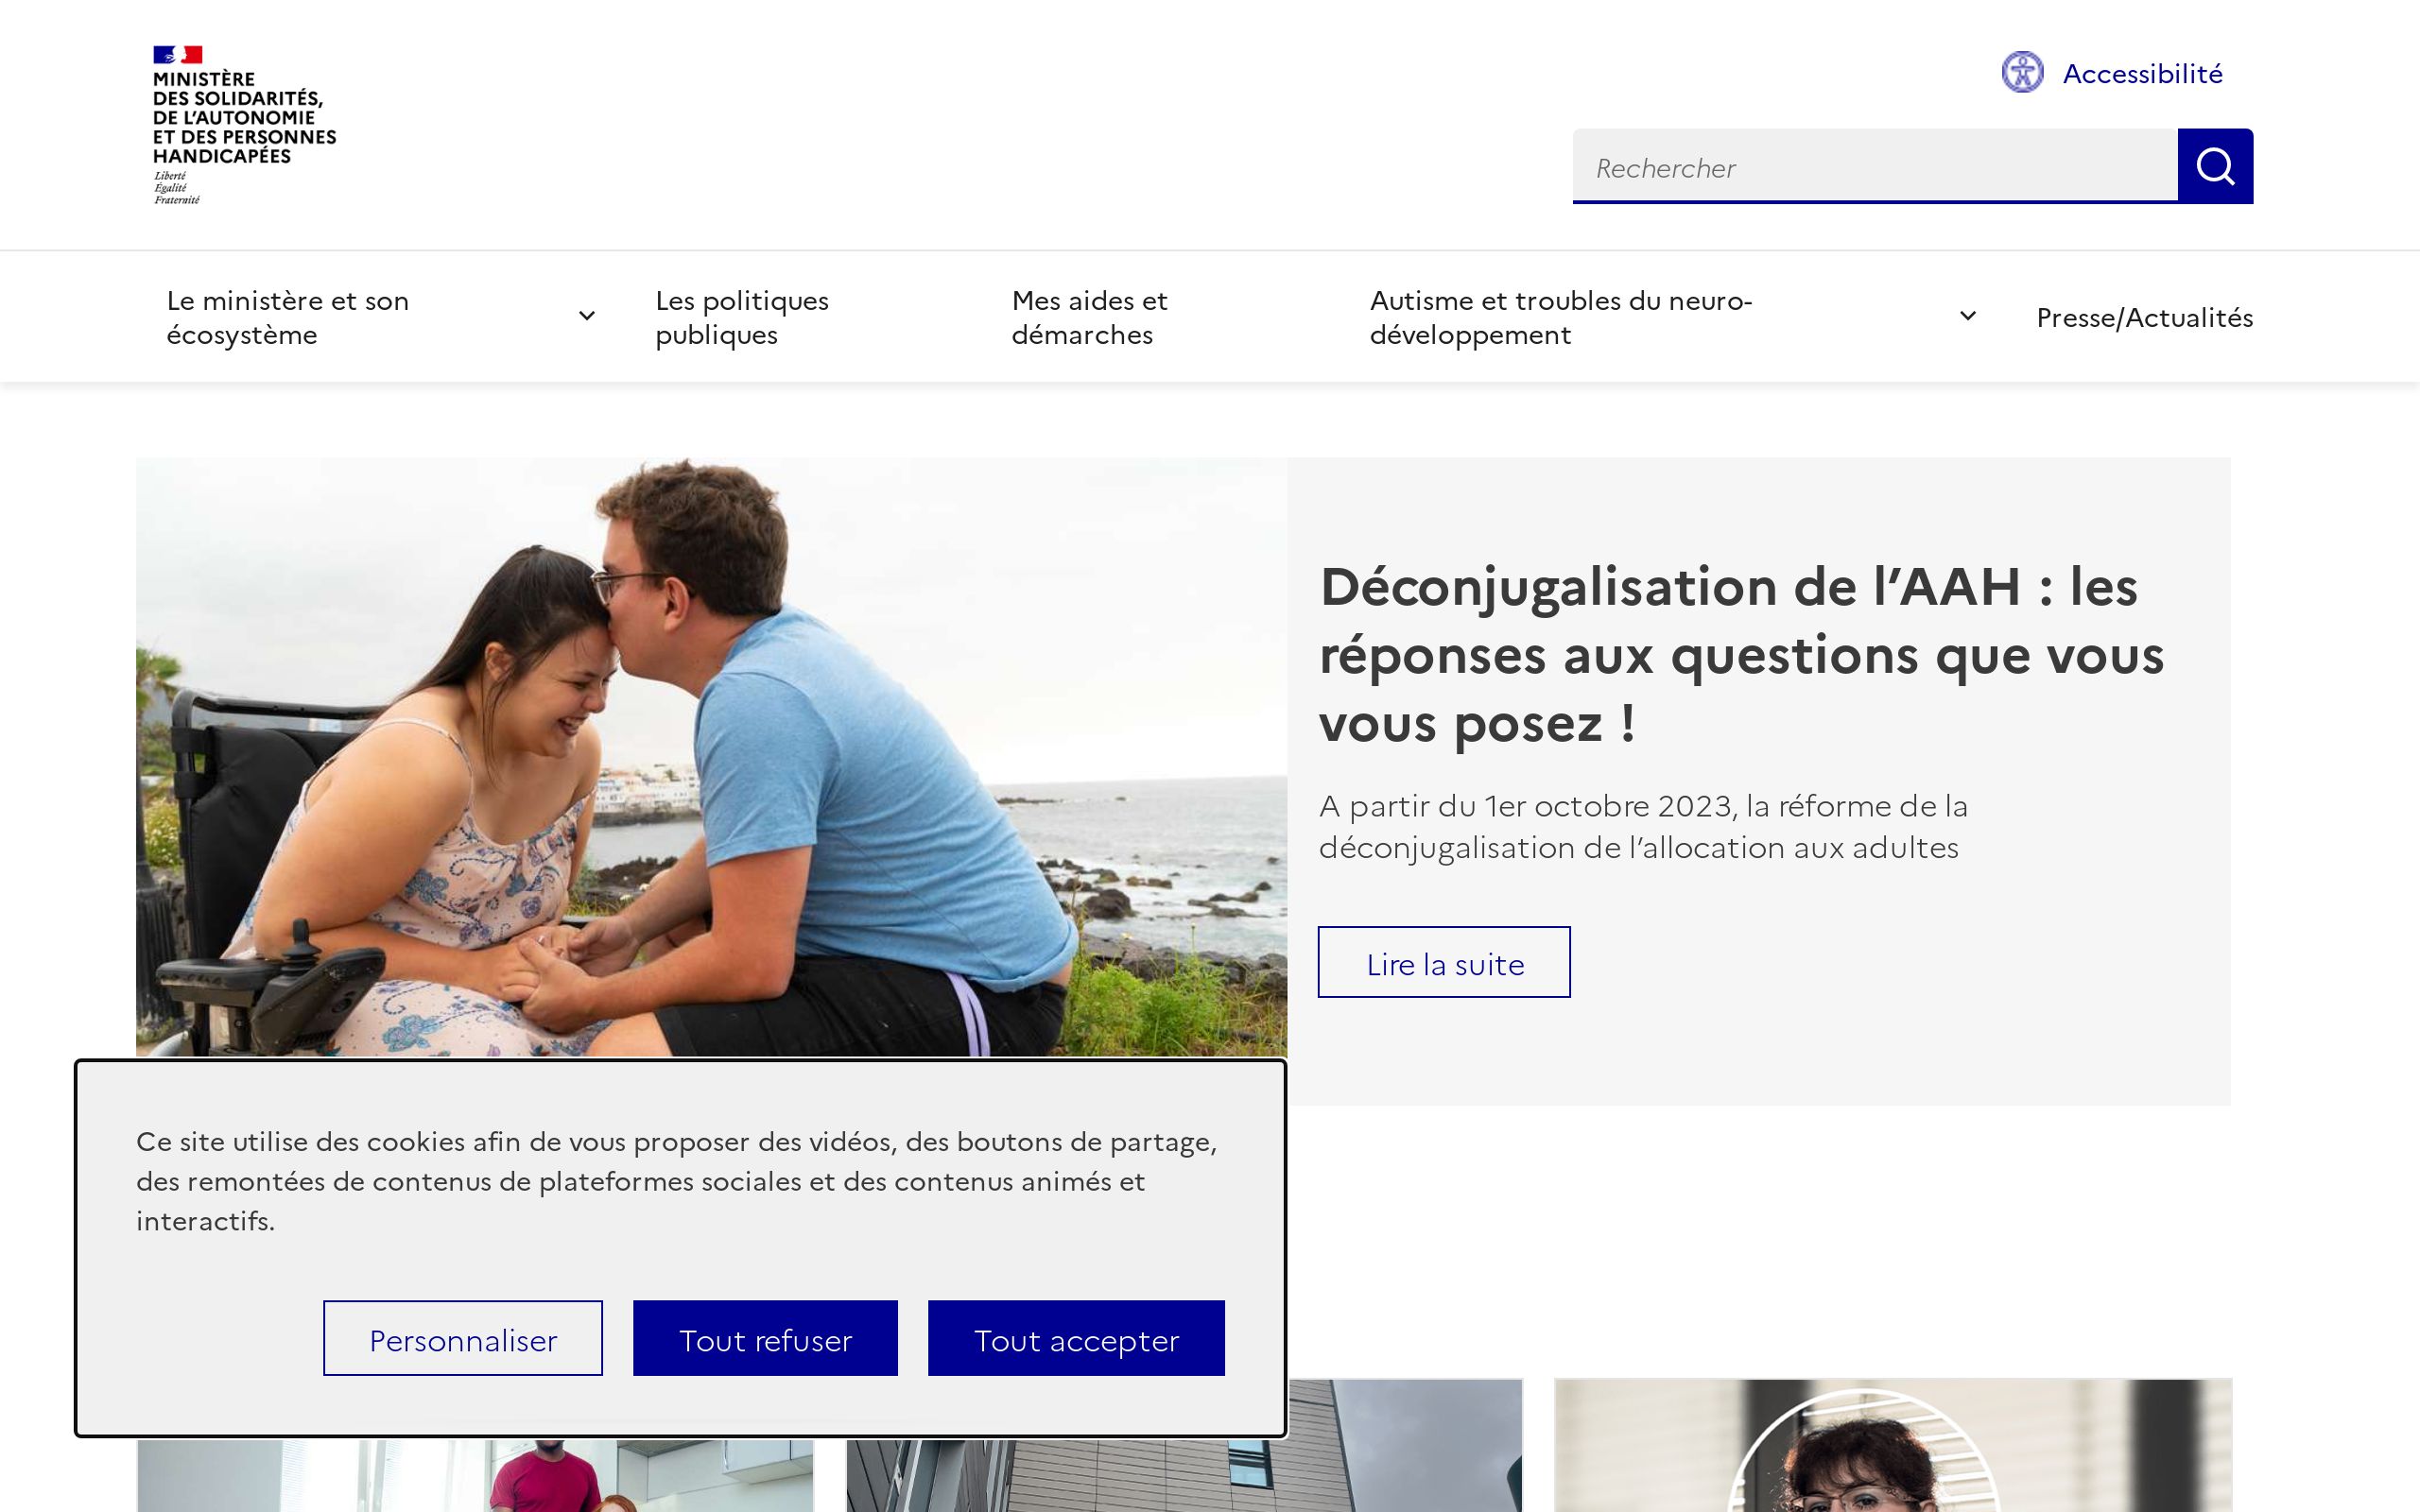 MINISTÈRE
DES SOLIDARITÉS,
DE L'AUTONOMIE
ET DES PERSONNES
HANDICAPÉES
Liberté
Égalité
Fraternité
Accessibilité
Rechercher
Le ministère et son
écosystème
Les politiques
publiques
Mes aides et
démarches
Autisme et troubles du neuro-
développement
Presse/Actualités
Déconjugalisation de l’AAH : les
réponses aux questions que vous
vous posez !
A partir du 1er octobre 2023, la réforme de la
déconjugalisation de l’allocation aux adultes
Lire la suite
Ce site utilise des cookies afin de vous proposer des vidéos, des boutons de partage,
des remontées de contenus de plateformes sociales et des contenus animés et
interactifs.
Personnaliser
Tout refuser
Tout accepter